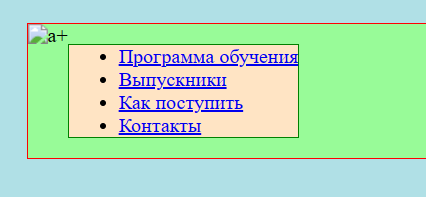 a+
Программа обучения
Выпускники
Как поступить
Контакты